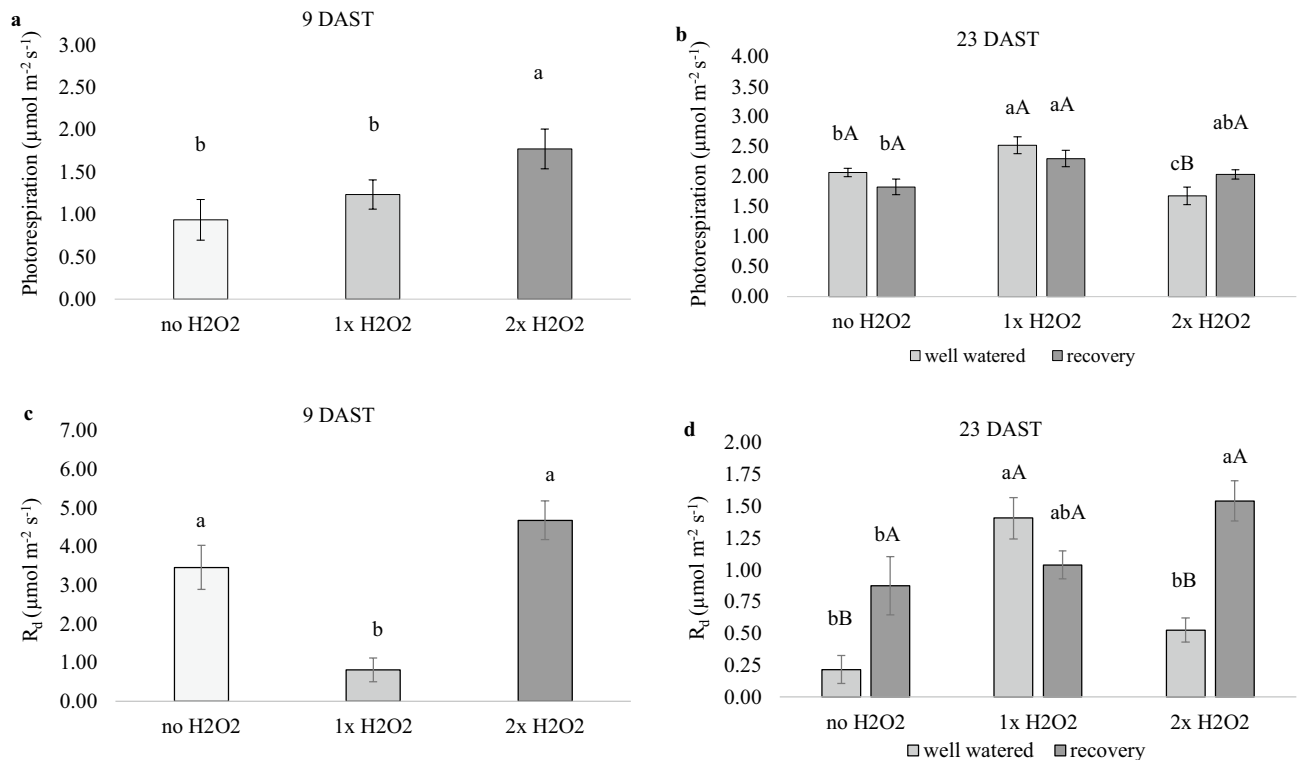 a
9 DAST
Photorespiration (µmol m⁻² s⁻¹)
3.00
2.50
2.00
1.50
1.00
0.50
0.00
b
b
a
no H2O2
1x H2O2
2x H2O2
b
23 DAST
Photorespiration (µmol m⁻² s⁻¹)
4.00
3.50
3.00
2.50
2.00
1.50
1.00
0.50
0.00
bA
bA
aA
aA
cB
abA
no H2O2
1x H2O2
2x H2O2
well watered
recovery
c
9 DAST
R_d (µmol m⁻² s⁻¹)
7.00
6.00
5.00
4.00
3.00
2.00
1.00
0.00
a
b
a
no H2O2
1x H2O2
2x H2O2
d
23 DAST
R_d (µmol m⁻² s⁻¹)
2.00
1.75
1.50
1.25
1.00
0.75
0.50
0.25
0.00
bB
bA
aA
abA
bB
aA
no H2O2
1x H2O2
2x H2O2
well watered
recovery